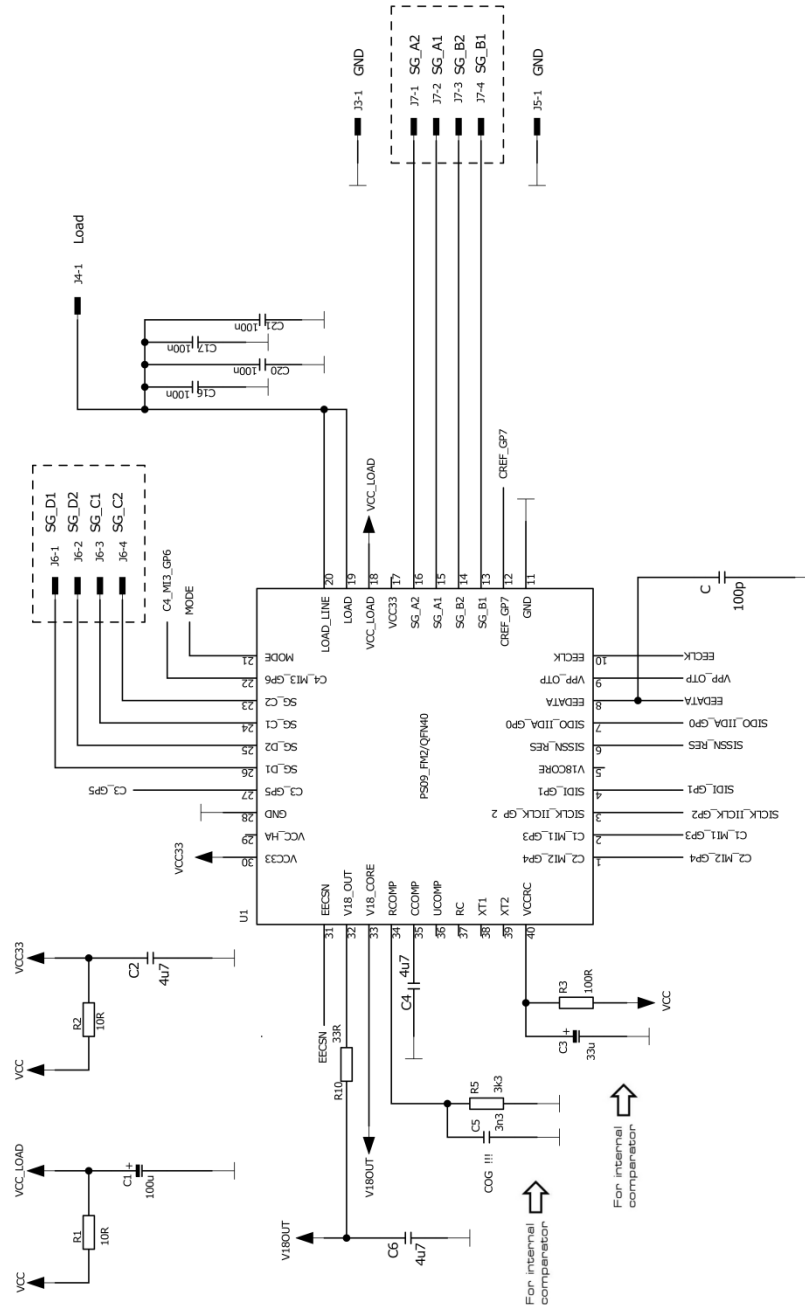 J4-1 Load
J3-1 GND
J7-1 SG_A2
J7-2 SG_A1
J7-3 SG_B2
J7-4 SG_B1
J5-1 GND
100n C21
100n C17
100n C20
100n C16
J6-1 SG_D1
J6-2 SG_D2
J6-3 SG_C1
J6-4 SG_C2
C4_MI3_GP6
MODE
C3_GP5
VCC33
VCC_LOAD
CREF_GP7
20 LOAD_LINE
19 LOAD
18 VCC_LOAD
17 VCC33
16 SG_A2
15 SG_A1
14 SG_B2
13 SG_B1
12 CREF_GP7
11 GND
21 MODE
22 C4_MI3_GP6
23 SG_C2
24 SG_C1
25 SG_D2
26 SG_D1
27 C3_GP5
28 GND
29 VCC_HA
30 VCC33
U1
PS09_FM2/QFN40
10 EECLK
9 VPP_OTP
8 EEDATA
7 SIDO_IIDA_GP0
6 SISSN_RES
5 V18CORE
4 SIDI_GP1
3 SICLK_IICLK_GP_2
2 C1_MI1_GP3
1 C2_MI2_GP4
EECLK
VPP_OTP
EEDATA
SIDO_IIDA_GP0
SISSN_RES
SIDI_GP1
SICLK_IICLK_GP2
C1_MI1_GP3
C2_MI2_GP4
C
100p
31 EECSN
32 V18_OUT
33 V18_CORE
34 RCOMP
35 CCOMP
36 UCOMP
37 RC
38 XT1
39 XT2
40 VCCRC
EECSN
R10 33R
V18OUT
C4 4u7
R5
3k3
C5
3n3
COG !!!
R3
100R
VCC
C3 +
33u
VCC33
VCC
R2
10R
C2
4u7
VCC_LOAD
VCC
R1
10R
C1 +
100u
V18OUT
C6
4u7
For internal
comparator
For internal
comparator